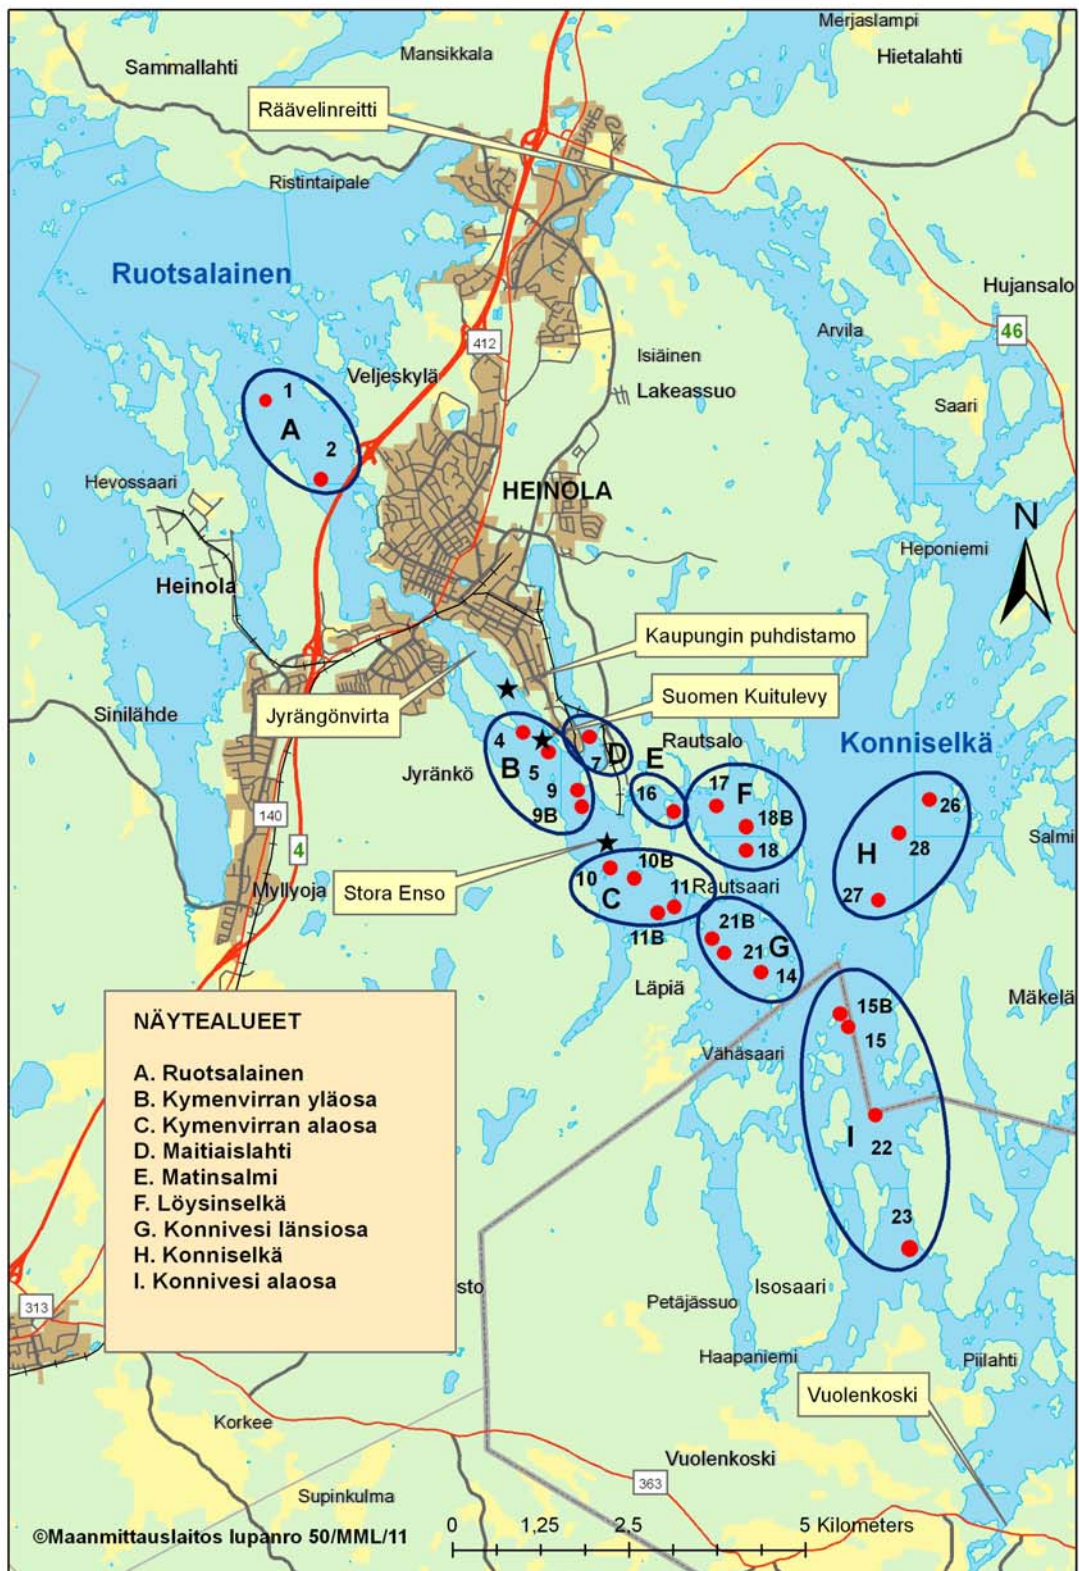 Merjaslampi
Mansikkala
Hietalahti
Sammallahti
Räävelinreitti
Ristintaipale
Ruotsalainen
Hujansalo
Arvila
46
412
Isiäinen
Veljeskylä
Lakeassuo
1
A
Saari
2
Hevossaari
HEINOLA
N
Heponiemi
Heinola
Kaupungin puhdistamo
Suomen Kuitulevy
Sinilähde
Jyrängönvirta
4
B
5
7
D
E
Rautsalo
Konniselkä
Jyränkö
9
9B
16
17
F
18B
18
26
28
H
27
Salmi
140
4
Myllyoja
Stora Enso
10
10B
C
11
11B
Rautsaari
21B
21
G
14
Läpiä
Mäkelä
15B
15
Vähäsaari
I
22
23
NÄYTEALUEET
A. Ruotsalainen
B. Kymenvirran yläosa
C. Kymenvirran alaosa
D. Maitiaislahti
E. Matinsalmi
F. Löysinselkä
G. Konnivesi länsiosa
H. Konniselkä
I. Konnivesi alaosa
sto
Isosaari
Petäjässuo
313
Haapaniemi
Piilahti
Vuolenkoski
Korkee
Vuolenkoski
363
Supinkulma
©Maanmittauslaitos lupanro 50/MML/11
0 1,25 2,5 5 Kilometers